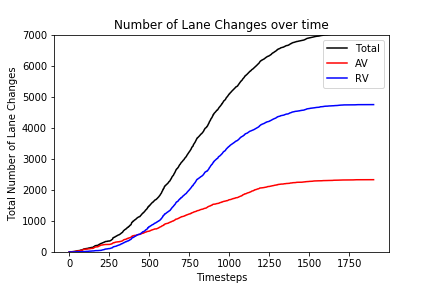 Number of Lane Changes over time
Total Number of Lane Changes
7000
6000
5000
4000
3000
2000
1000
0
Total
AV
RV
0 250 500 750 1000 1250 1500 1750
Timesteps